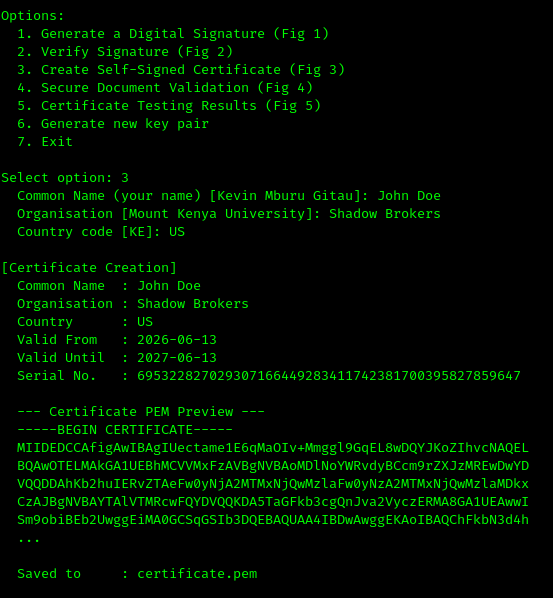 Options:
1. Generate a Digital Signature (Fig 1)
2. Verify Signature (Fig 2)
3. Create Self-Signed Certificate (Fig 3)
4. Secure Document Validation (Fig 4)
5. Certificate Testing Results (Fig 5)
6. Generate new key pair
7. Exit
Select option: 3
Common Name (your name) [Kevin Mburu Gitau]: John Doe
Organisation [Mount Kenya University]: Shadow Brokers
Country code [KE]: US
[Certificate Creation]
Common Name : John Doe
Organisation : Shadow Brokers
Country : US
Valid From : 2026-06-13
Valid Until : 2027-06-13
Serial No. : 695322827029307166449283411742381700395827859647
--- Certificate PEM Preview ---
-----BEGIN CERTIFICATE-----
MIIDEDCCAfigAwIBAgIUectame1E6qMaOIv+Mmggl9GqEL8wDQYJKoZIhvcNAQEL
BQAwOTELMAkGA1UEBhMCVVMxFzAVBgNVBAoMDlNoYWRvdyBCcm9rZXJzMREwDwYD
VQQDDAhKb2huIERvZTAeFw0yNjA2MTMxNjQwMzlaFw0yNzA2MTMxNjQwMzlaMDkx
CzAJBgNVBAYTAlVTMRcwFQYDVQQKDA5TaGFkb3cgQnJva2VyczERMA8GA1UEAwwI
Sm9obiBEb2UwggEiMA0GCSqGSIb3DQEBAQUAA4IBDwAwggEKAoIBAQChFkbN3d4h
...
Saved to : certificate.pem